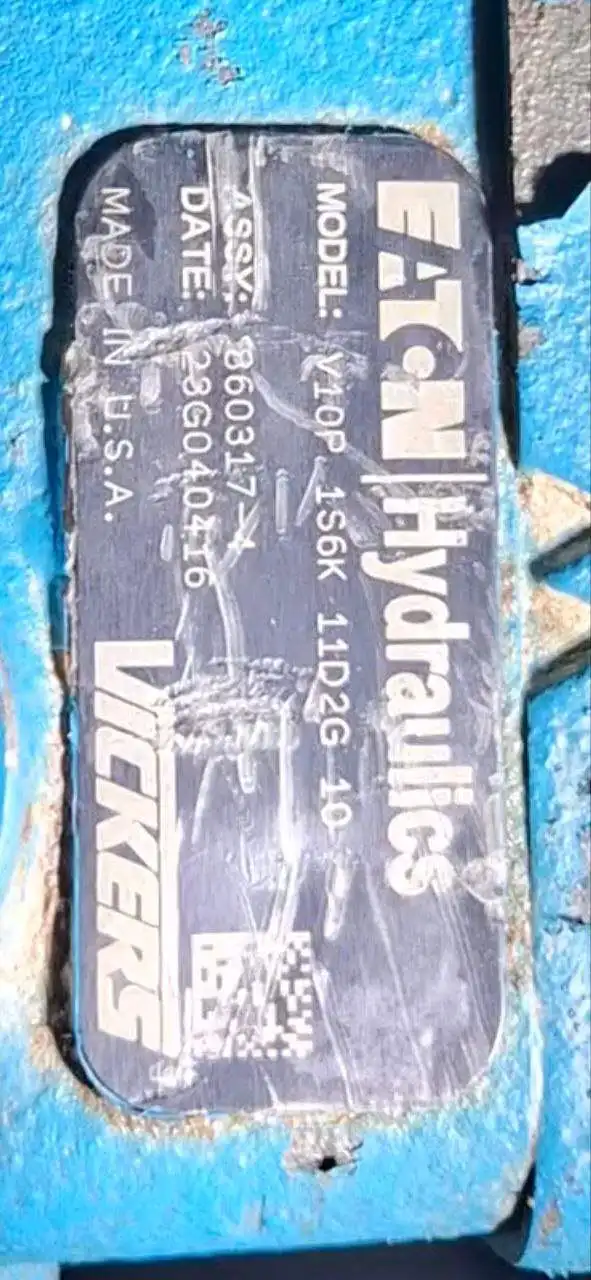 EATON | Hydraulics
MODEL: V10P 1S6K 11D2G 10
ASSY: 860317-4
DATE: 23G040416
MADE IN U.S.A.
VICKERS